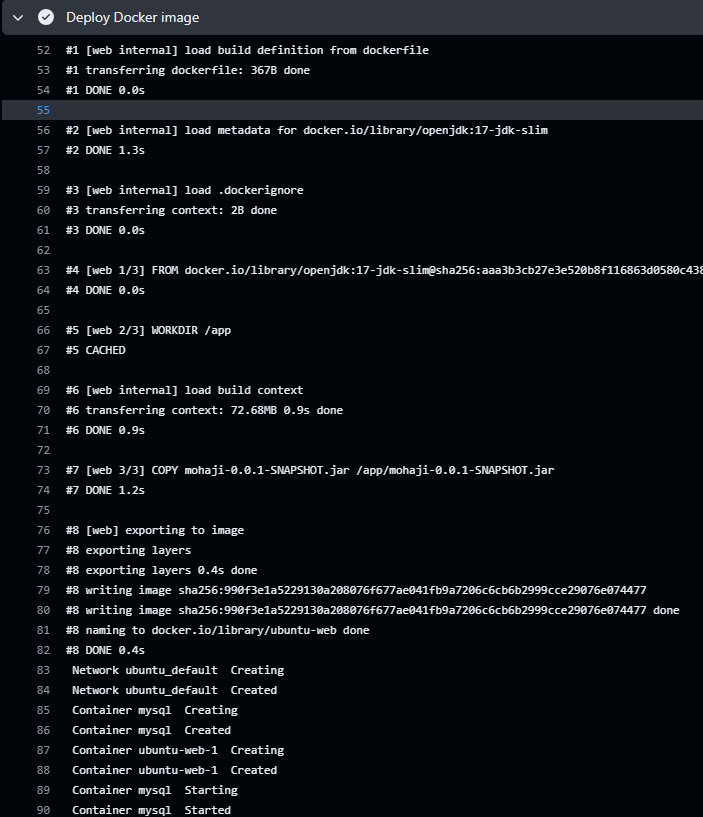 Deploy Docker image
52 #1 [web internal] load build definition from dockerfile
53 #1 transferring dockerfile: 367B done
54 #1 DONE 0.0s
55
56 #2 [web internal] load metadata for docker.io/library/openjdk:17-jdk-slim
57 #2 DONE 1.3s
58
59 #3 [web internal] load .dockerignore
60 #3 transferring context: 2B done
61 #3 DONE 0.0s
62
63 #4 [web 1/3] FROM docker.io/library/openjdk:17-jdk-slim@sha256:aaa3b3cb27e3e520b8f116863d0580c438
64 #4 DONE 0.0s
65
66 #5 [web 2/3] WORKDIR /app
67 #5 CACHED
68
69 #6 [web internal] load build context
70 #6 transferring context: 72.68MB 0.9s done
71 #6 DONE 0.9s
72
73 #7 [web 3/3] COPY mohaji-0.0.1-SNAPSHOT.jar /app/mohaji-0.0.1-SNAPSHOT.jar
74 #7 DONE 1.2s
75
76 #8 [web] exporting to image
77 #8 exporting layers
78 #8 exporting layers 0.4s done
79 #8 writing image sha256:990f3e1a5229130a208076f677ae041fb9a7206c6cb6b2999cce29076e074477
80 #8 writing image sha256:990f3e1a5229130a208076f677ae041fb9a7206c6cb6b2999cce29076e074477 done
81 #8 naming to docker.io/library/ubuntu-web done
82 #8 DONE 0.4s
83 Network ubuntu_default  Creating
84 Network ubuntu_default  Created
85 Container mysql  Creating
86 Container mysql  Created
87 Container ubuntu-web-1  Creating
88 Container ubuntu-web-1  Created
89 Container mysql  Starting
90 Container mysql  Started